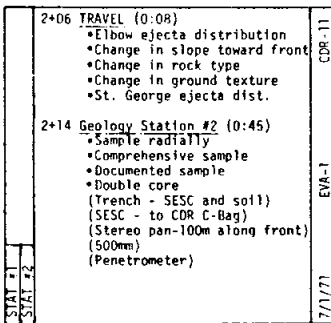 2+06 TRAVEL (0:08)
•Elbow ejecta distribution
•Change in slope toward front
•Change in rock type
•Change in ground texture
•St. George ejecta dist.
2+14 Geology Station #2 (0:45)
•Sample radially
•Comprehensive sample
•Documented sample
•Double core
(Trench - SESC and soil)
(SESC - to CDR C-Bag)
(Stereo pan-100m along front)
(500mm)
(Penetrometer)
STAT #1
STAT #2
CDR-11
EVA-1
7/1/71